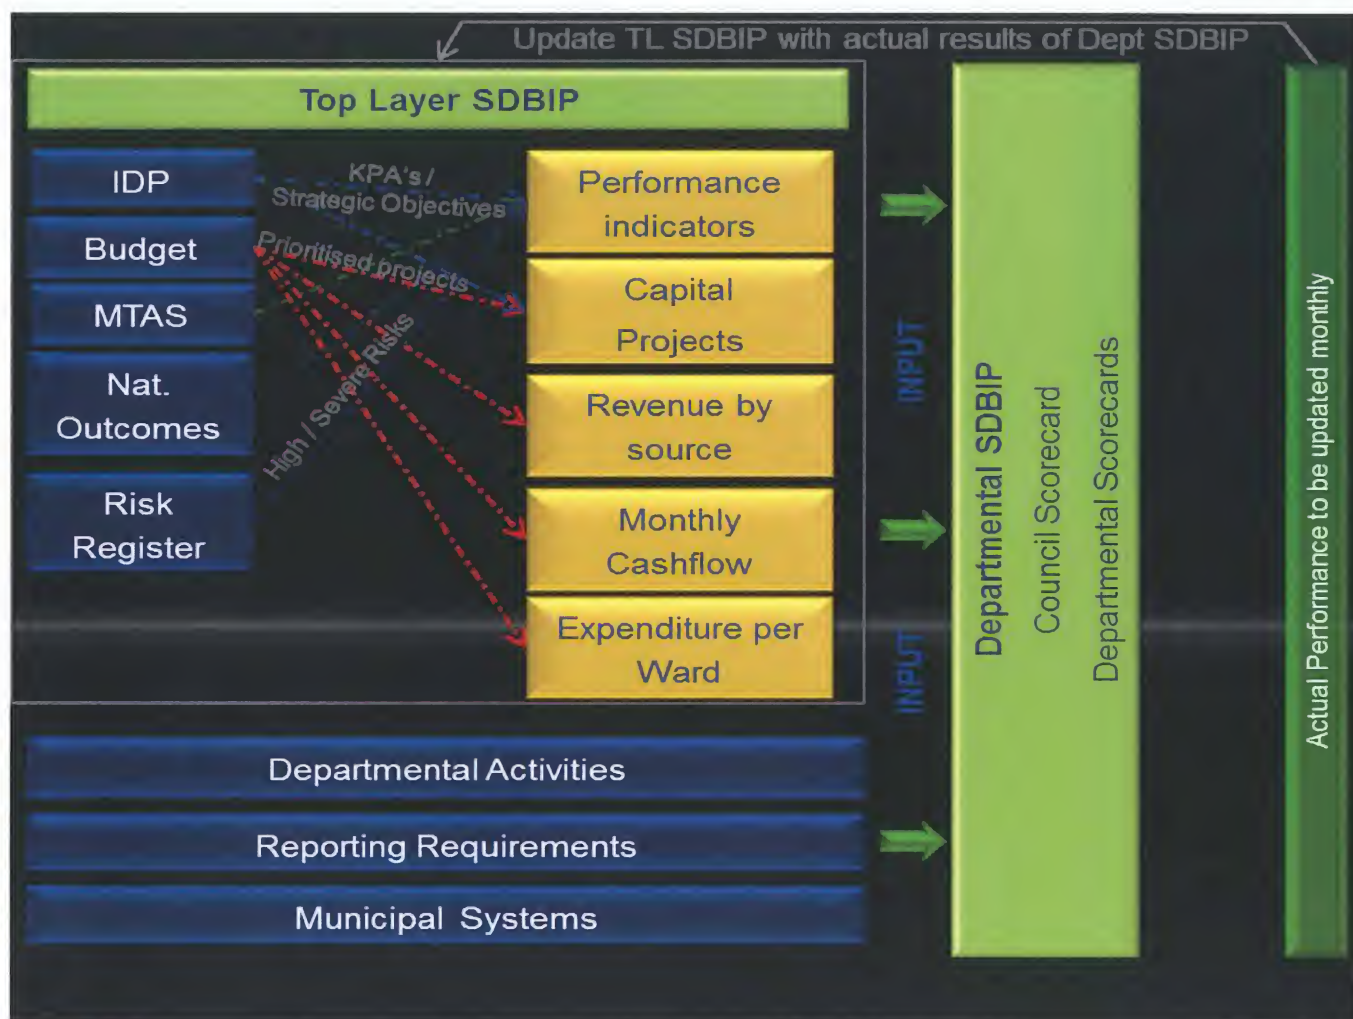 Update TL SDBIP with actual results of Dept SDBIP
Top Layer SDBIP
IDP
Budget
MTAS
Nat.
Outcomes
Risk
Register
KPA's /
Strategic Objectives
Prioritised projects
High / Severe Risks
Performance
indicators
Capital
Projects
Revenue by
source
Monthly
Cashflow
Expenditure per
Ward
INPUT
INPUT
Departmental SDBIP
Council Scorecard
Departmental Scorecards
Actual Performance to be updated monthly
Departmental Activities
Reporting Requirements
Municipal Systems